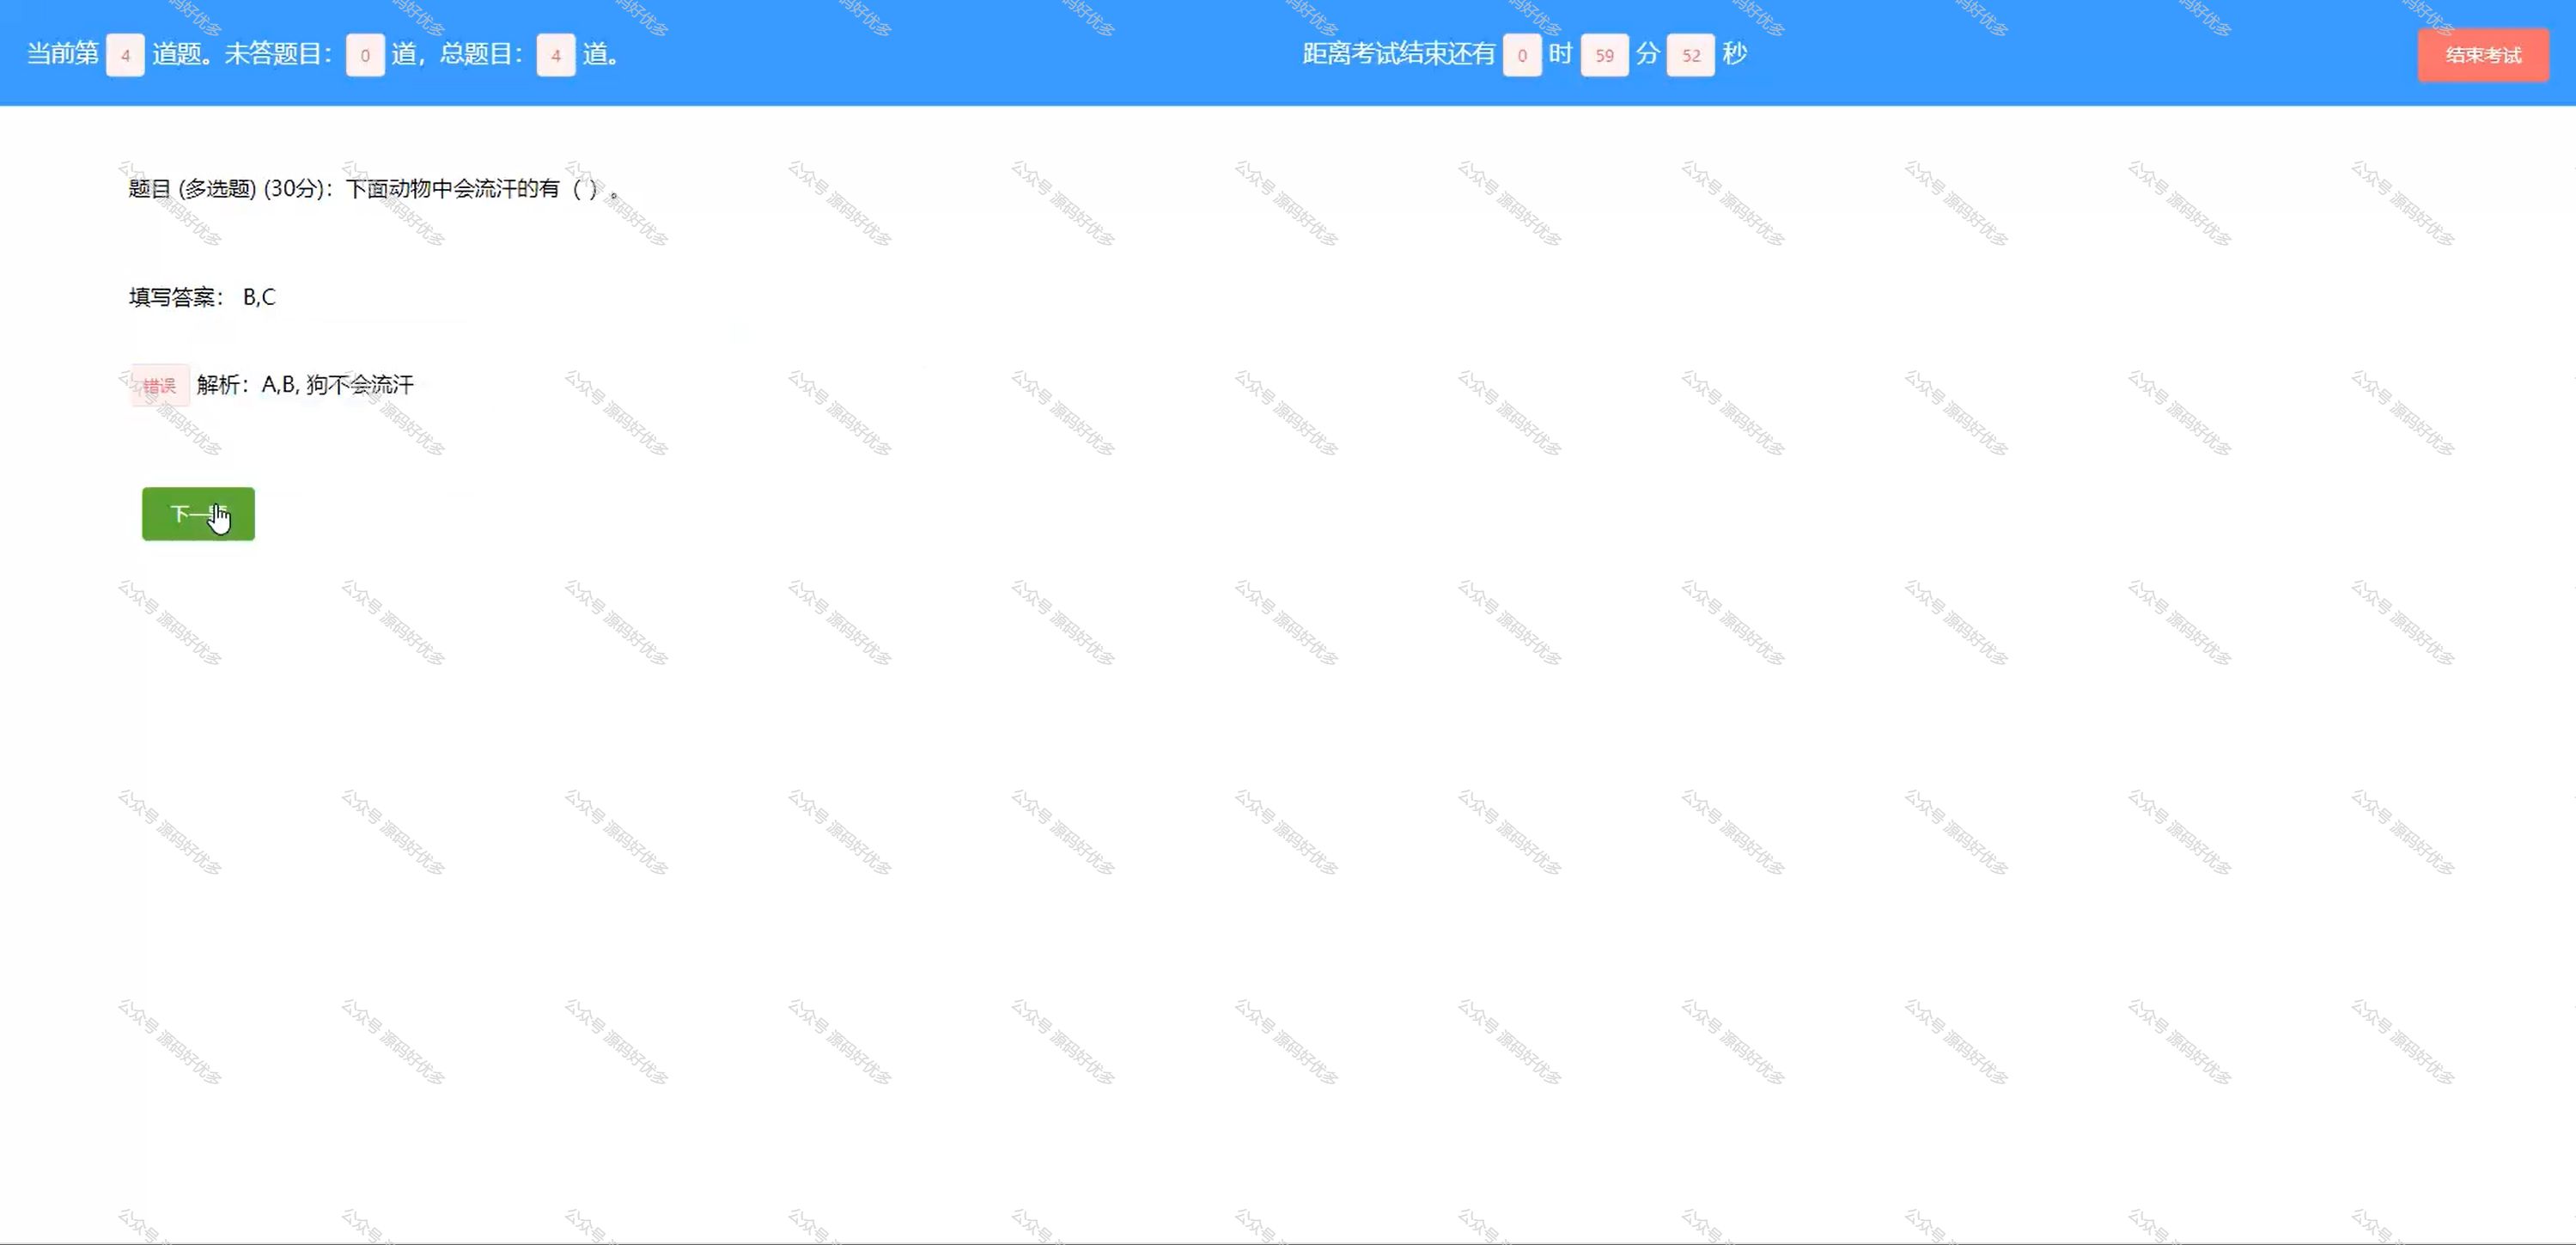 当前第 4 道题。未答题目： 0 道，总题目： 4 道。
距离考试结束还有 0 时 59 分 52 秒
结束考试
题目 (多选题) (30分)：下面动物中会流汗的有（ ）。
填写答案： B,C
错误 解析：A,B, 狗不会流汗
下一
公众号 源码好优多